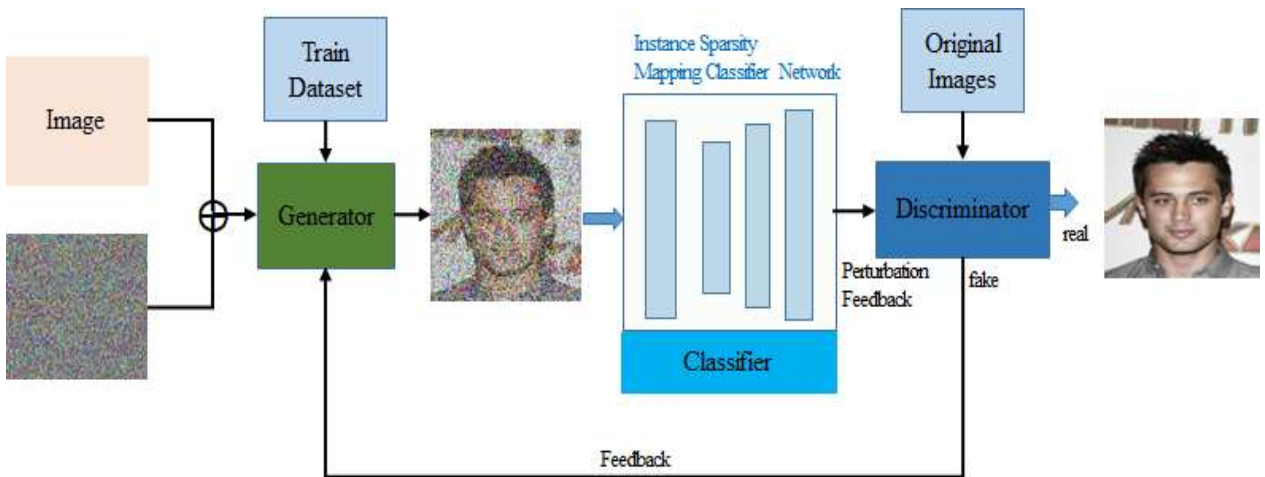 Image
Train
Dataset
Generator
Instance Sparsity
Mapping Classifier Network
Classifier
Original
Images
Discriminator
real
Perturbation
Feedback
fake
Feedback